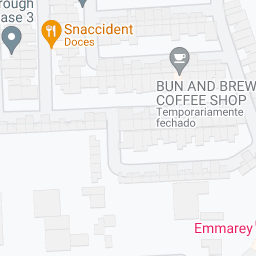 rough
ase 3
Snaccident
Doces
BUN AND BREW
COFFEE SHOP
Temporariamente
fechado
Emmarey